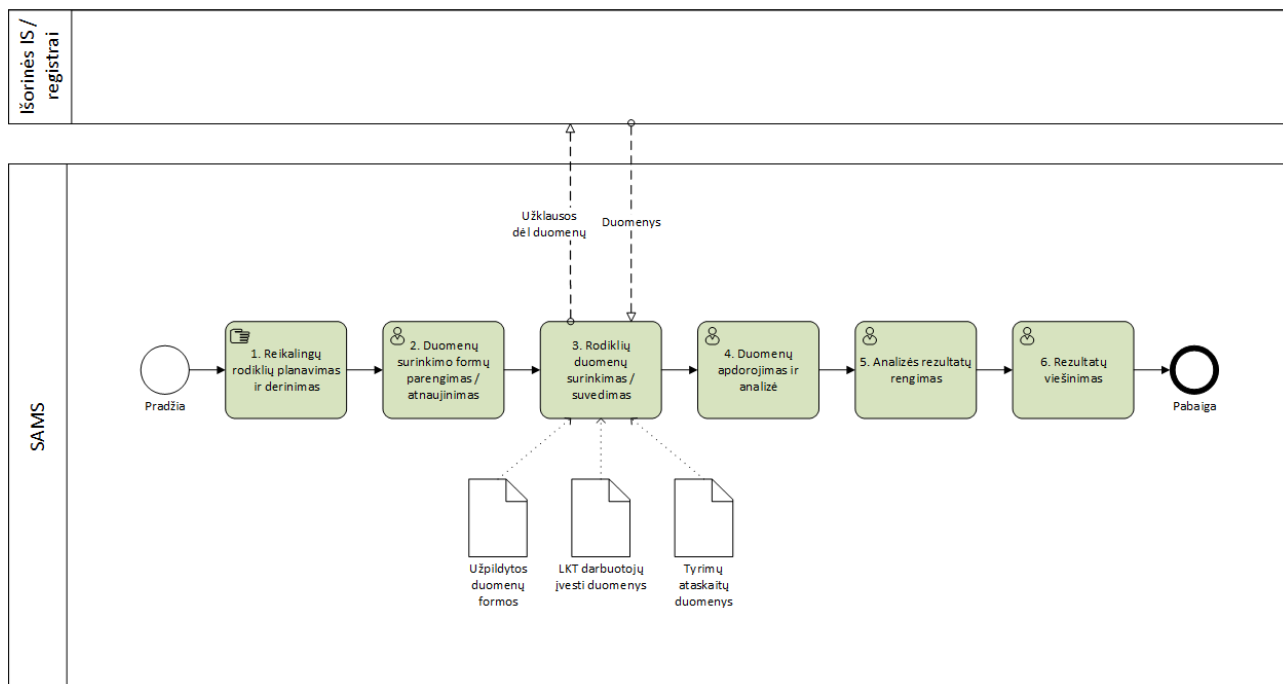 Išorinės IS /
registrai
SAMS
Užklausos
dėl duomenų
Duomenys
Pradžia
1. Reikalingų
rodiklių planavimas
ir derinimas
2. Duomenų
surinkimo formų
parengimas /
atnaujinimas
3. Rodiklių
duomenų
surinkimas /
suvedimas
4. Duomenų
apdorojimas ir
analizė
5. Analizės rezultatų
rengimas
6. Rezultatų
viešinimas
Pabaiga
Užpildytos
duomenų
formos
LKT darbuotojų
įvesti duomenys
Tyrimų
ataskaitų
duomenys